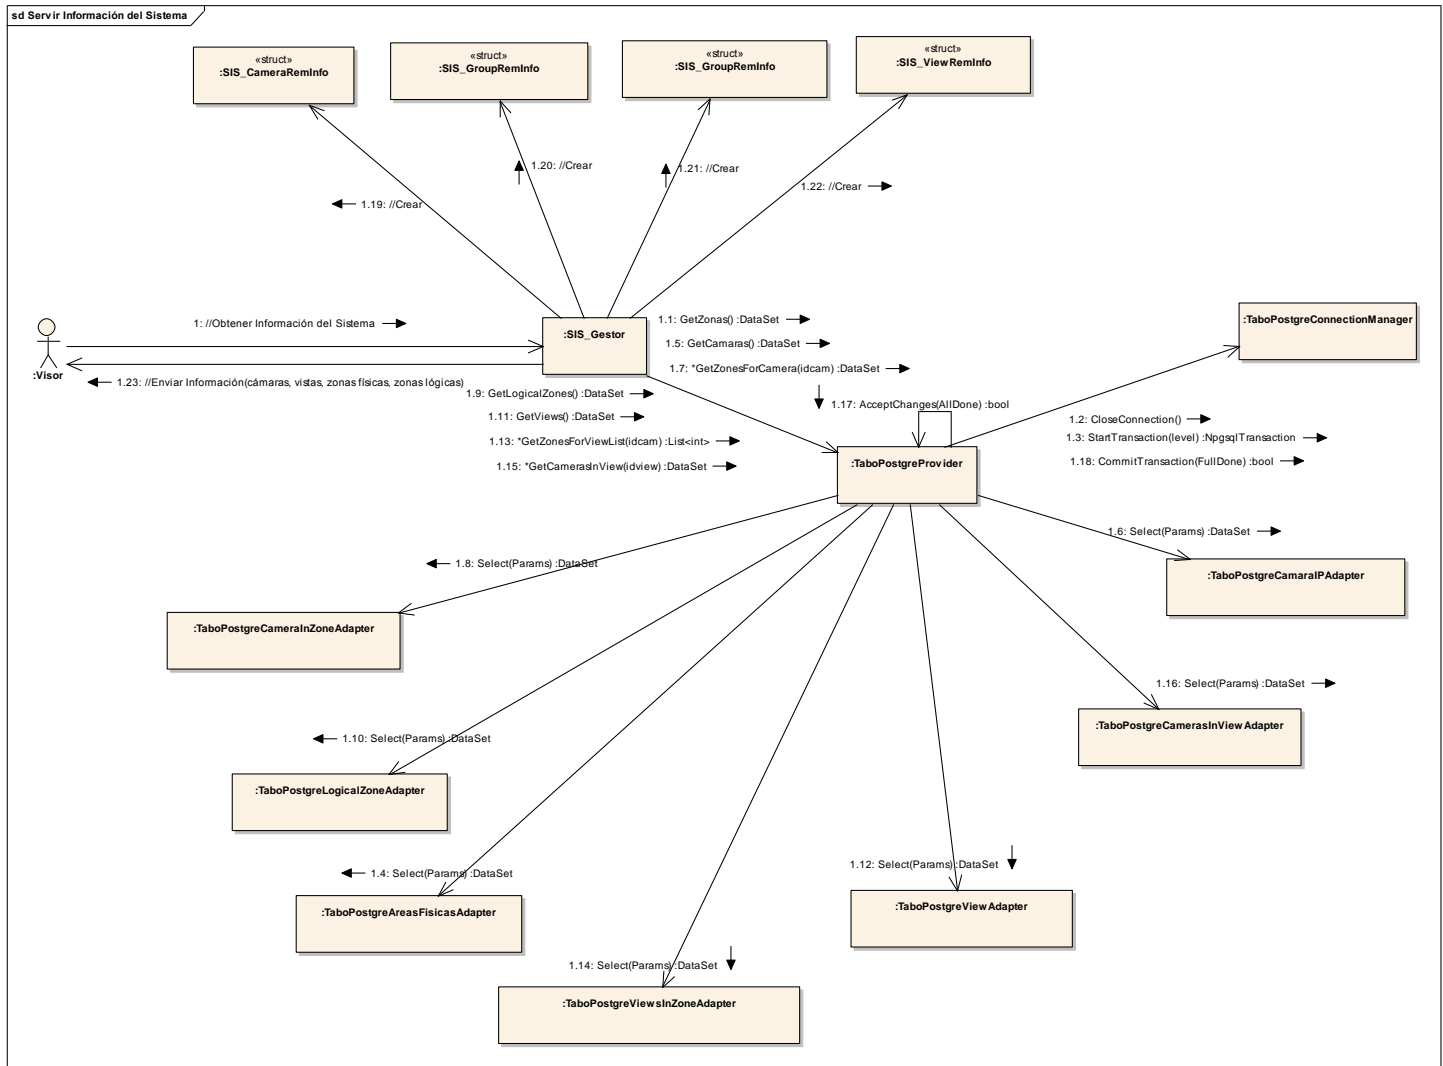 sd Servir Información del Sistema
«struct»
:SIS_CameraRemInfo
«struct»
:SIS_GroupRemInfo
«struct»
:SIS_GroupRemInfo
«struct»
:SIS_ViewRemInfo
1.20: //Crear
1.21: //Crear
1.22: //Crear
1.19: //Crear
1: //Obtener Información del Sistema
:SIS_Gestor
:Visor
1.23: //Enviar Información(cámaras, vistas, zonas físicas, zonas lógicas)
1.1: GetZonas() :DataSet
1.5: GetCamaras() :DataSet
1.7: *GetZonesForCamera(idcam) :DataSet
1.9: GetLogicalZones() :DataSet
1.11: GetViews() :DataSet
1.13: *GetZonesForViewList(idcam) :List<int>
1.15: *GetCamerasInView(idview) :DataSet
:TaboPostgreConnectionManager
1.17: AcceptChanges(AllDone) :bool
1.2: CloseConnection()
1.3: StartTransaction(level) :NpgsqlTransaction
1.18: CommitTransaction(FullDone) :bool
:TaboPostgreProvider
1.6: Select(Params) :DataSet
:TaboPostgreCamaraIPAdapter
1.8: Select(Params) :DataSet
:TaboPostgreCameraInZoneAdapter
1.16: Select(Params) :DataSet
:TaboPostgreCamerasInViewAdapter
1.10: Select(Params) :DataSet
:TaboPostgreLogicalZoneAdapter
1.4: Select(Params) :DataSet
:TaboPostgreAreasFisicasAdapter
1.12: Select(Params) :DataSet
:TaboPostgreViewAdapter
1.14: Select(Params) :DataSet
:TaboPostgreViewsInZoneAdapter